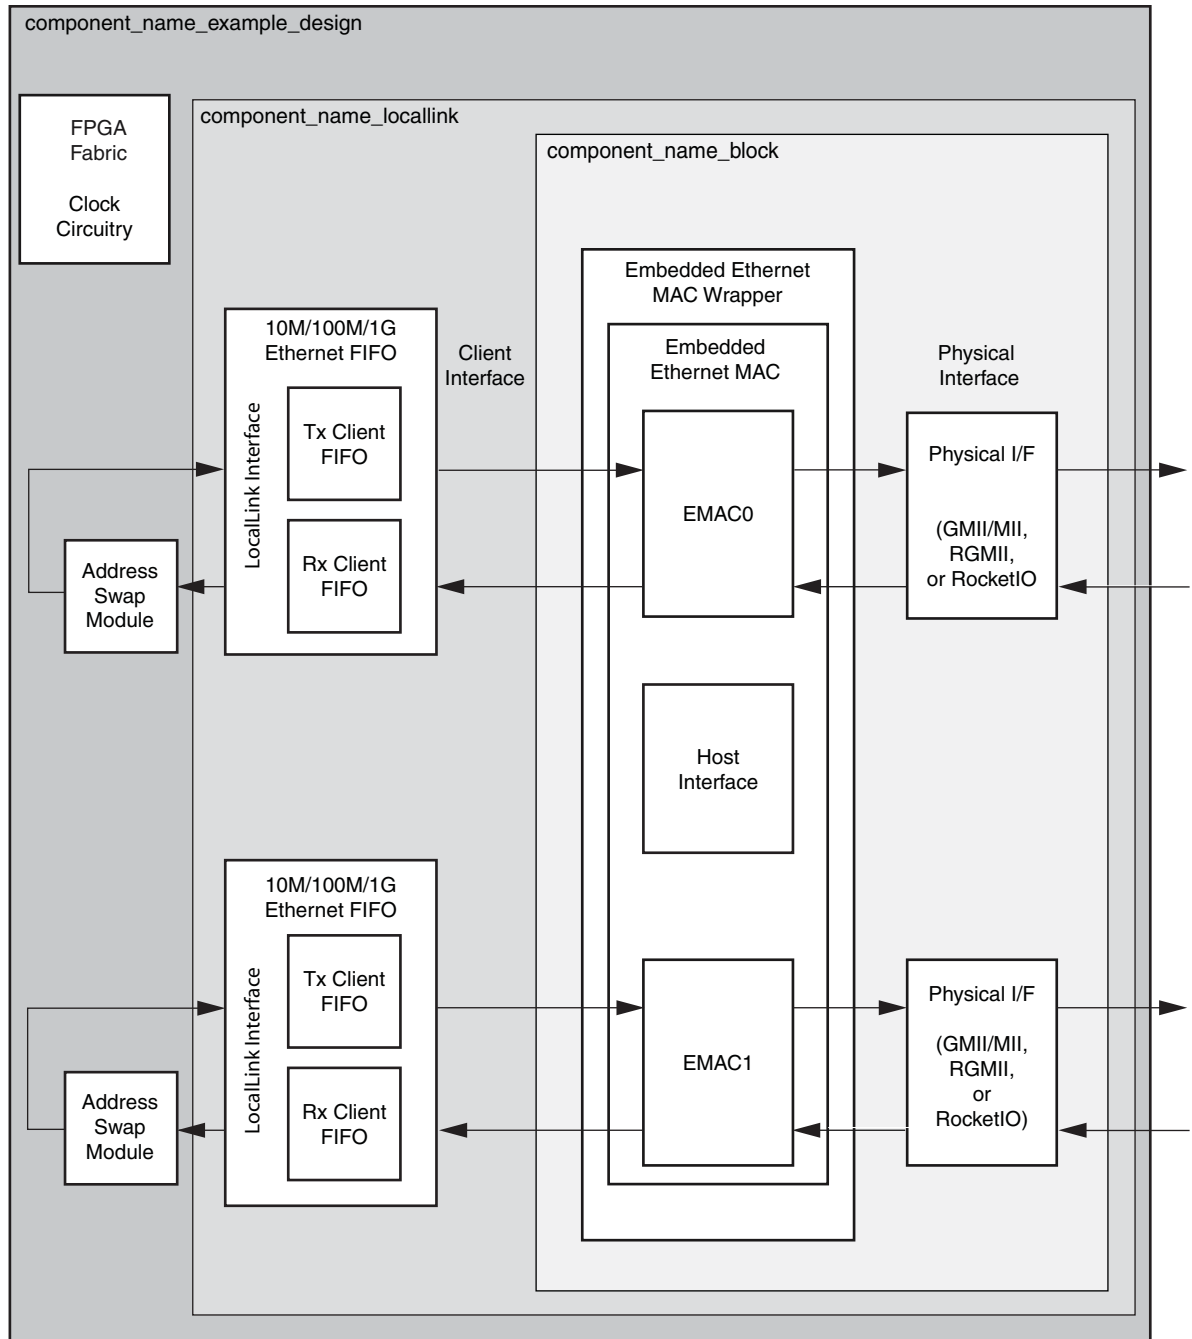 component_name_example_design
FPGA
Fabric
Clock
Circuitry
component_name_locallink
component_name_block
Embedded Ethernet
MAC Wrapper
10M/100M/1G
Ethernet FIFO
Client
Interface
Embedded
Ethernet MAC
Physical
Interface
LocalLink Interface
Tx Client
FIFO
Rx Client
FIFO
EMAC0
Physical I/F
(GMII/MII,
RGMII,
or RocketIO
Address
Swap
Module
Host
Interface
10M/100M/1G
Ethernet FIFO
LocalLink Interface
Tx Client
FIFO
Rx Client
FIFO
EMAC1
Physical I/F
(GMII/MII,
RGMII,
or
RocketIO)
Address
Swap
Module